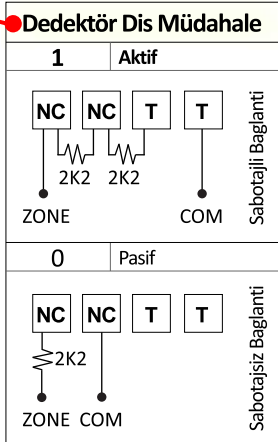 Dedektör Dis Müdahale
1 Aktif
NC NC T T
2K2 2K2
ZONE COM
Sabotajli Baglanti
0 Pasif
NC NC T T
2K2
ZONE COM
Sabotajsiz Baglanti